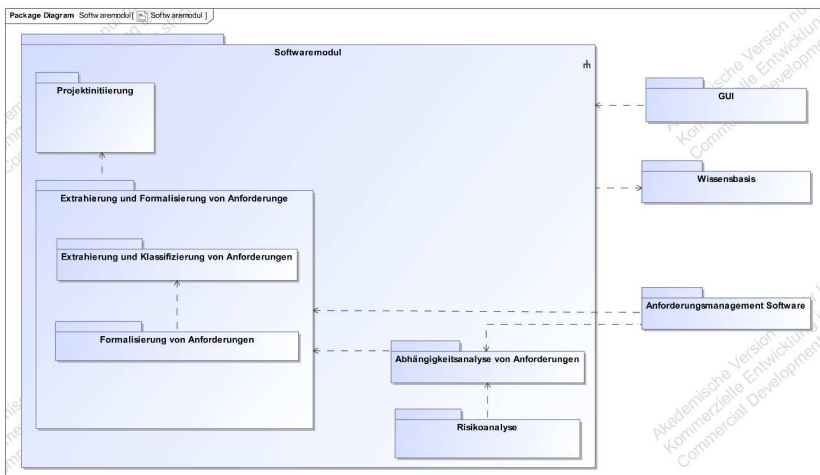 Package Diagram Softwaremodul[ Softwaremodul ]
Softwaremodul
Projektinitiierung
GUI
Wissensbasis
Extrahierung und Formalisierung von Anforderunge
Extrahierung und Klassifizierung von Anforderungen
Anforderungsmanagement Software
Formalisierung von Anforderungen
Abhängigkeitsanalyse von Anforderungen
Risikoanalyse
Akademische Version für
Kommerzielle Entwicklung
Commercial Development